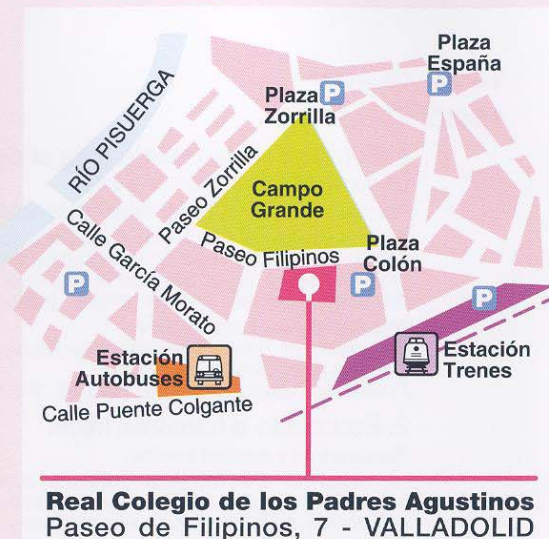 Plaza
España
P
Plaza
Zorrilla
P
RÍO PISUERGA
Paseo Zorrilla
Campo
Grande
Calle García Morato
Paseo Filipinos
Plaza
Colón
P
P
P
Estación
Autobuses
Estación
Trenes
Calle Puente Colgante
Real Colegio de los Padres Agustinos
Paseo de Filipinos, 7 - VALLADOLID